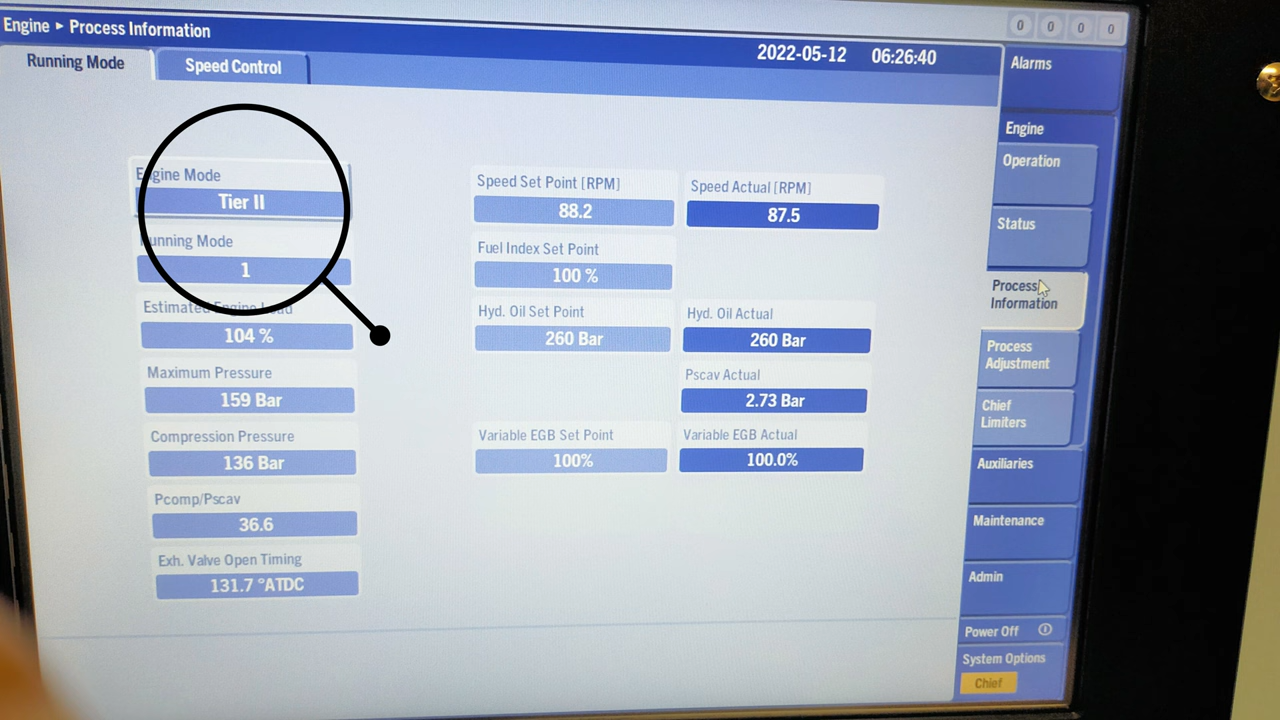 Engine ▸ Process Information
0 0 0 0
Running Mode
Speed Control
2022-05-12 06:26:40
Engine Mode
Tier II
Running Mode
1
Estimated Engine Load
104 %
Maximum Pressure
159 Bar
Compression Pressure
136 Bar
Pcomp/Pscav
36.6
Exh. Valve Open Timing
131.7 °ATDC
Speed Set Point [RPM]
88.2
Speed Actual [RPM]
87.5
Fuel Index Set Point
100 %
Hyd. Oil Set Point
260 Bar
Hyd. Oil Actual
260 Bar
Pscav Actual
2.73 Bar
Variable EGB Set Point
100%
Variable EGB Actual
100.0%
Alarms
Engine
Operation
Status
Process
Information
Process
Adjustment
Chief
Limiters
Auxiliaries
Maintenance
Admin
Power Off
System Options
Chief